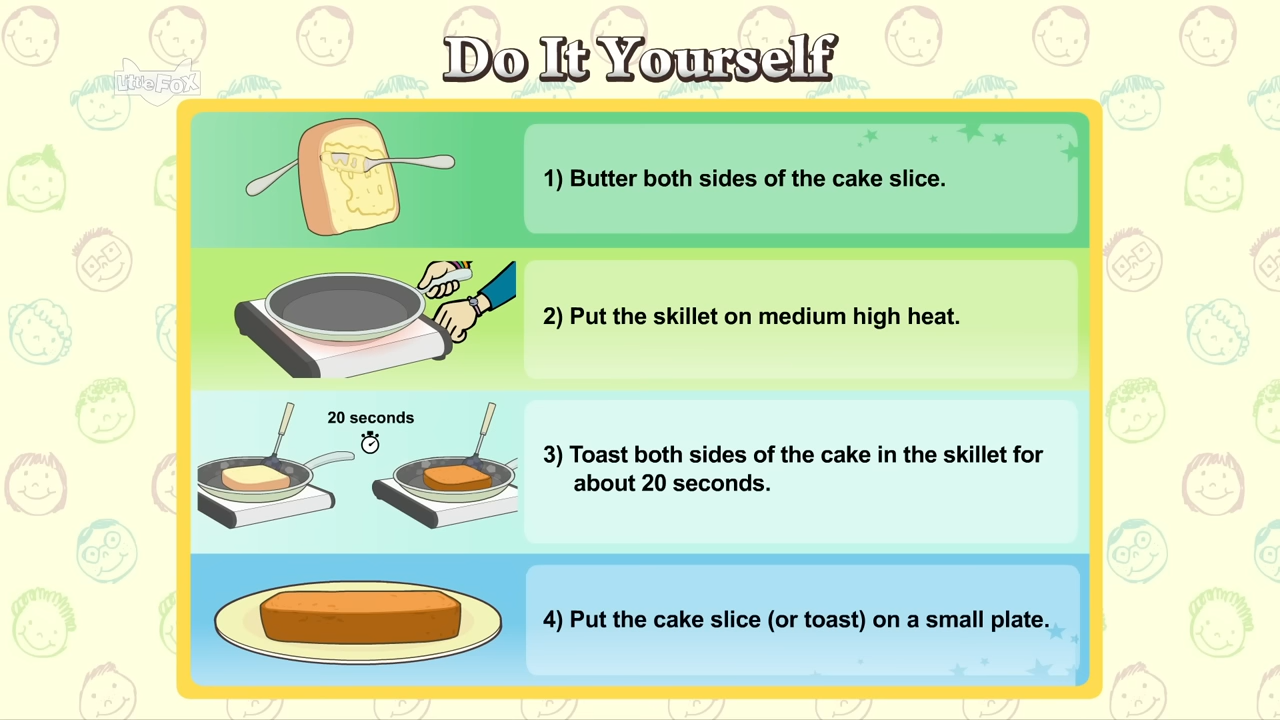 Do It Yourself
Little Fox
1) Butter both sides of the cake slice.
2) Put the skillet on medium high heat.
20 seconds
3) Toast both sides of the cake in the skillet for
about 20 seconds.
4) Put the cake slice (or toast) on a small plate.